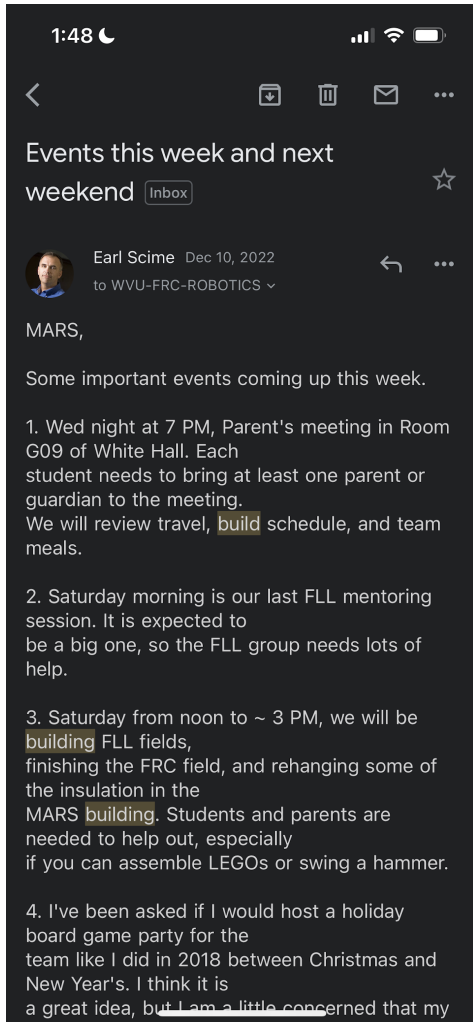 1:48
Events this week and next
weekend Inbox
Earl Scime Dec 10, 2022
to WVU-FRC-ROBOTICS
MARS,
Some important events coming up this week.
1. Wed night at 7 PM, Parent's meeting in Room
G09 of White Hall. Each
student needs to bring at least one parent or
guardian to the meeting.
We will review travel, build schedule, and team
meals.
2. Saturday morning is our last FLL mentoring
session. It is expected to
be a big one, so the FLL group needs lots of
help.
3. Saturday from noon to ~ 3 PM, we will be
building FLL fields,
finishing the FRC field, and rehanging some of
the insulation in the
MARS building. Students and parents are
needed to help out, especially
if you can assemble LEGOs or swing a hammer.
4. I've been asked if I would host a holiday
board game party for the
team like I did in 2018 between Christmas and
New Year's. I think it is
a great idea, but I am a little concerned that my